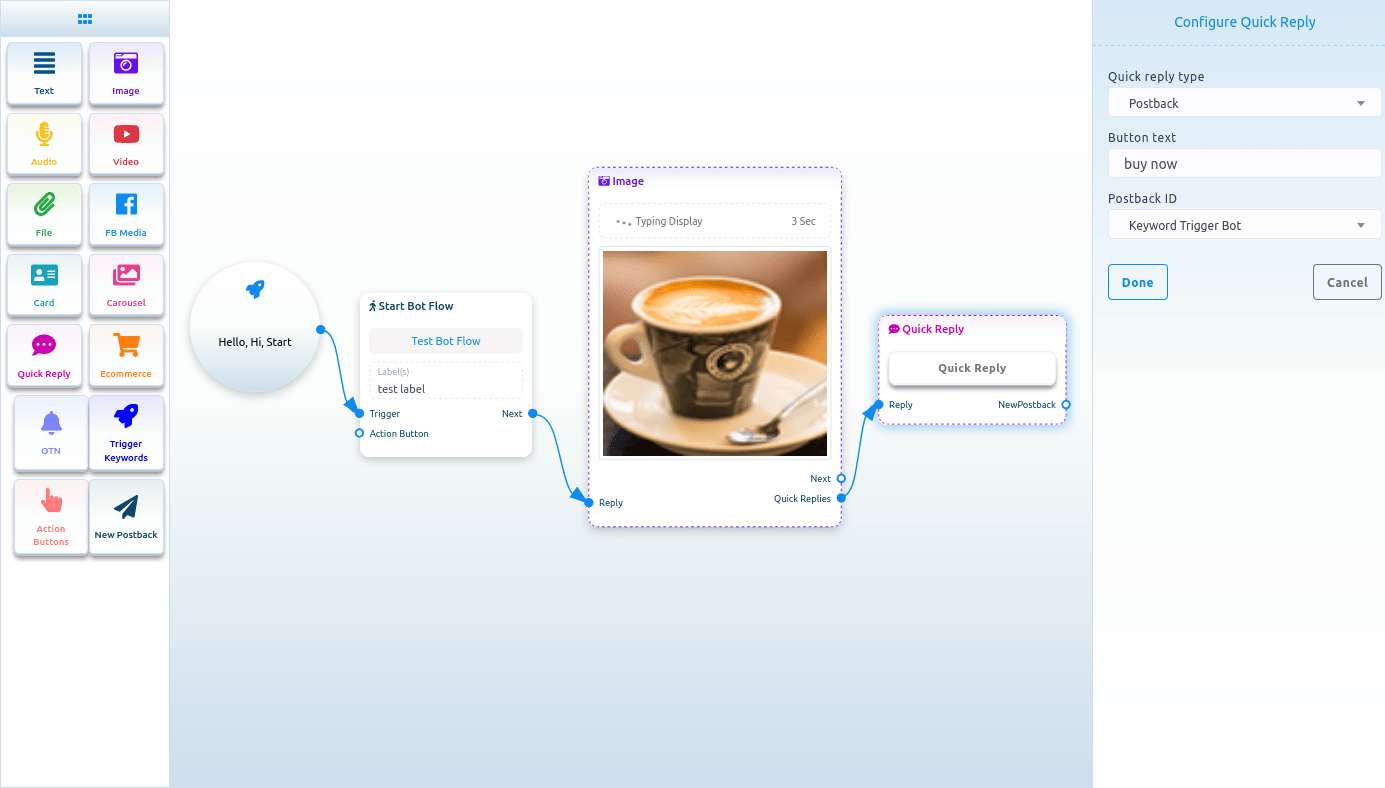 Text
Image
Audio
Video
File
FB Media
Card
Carousel
Quick Reply
Ecommerce
OTN
Trigger
Keywords
Action
Buttons
New Postback
Hello, Hi, Start
Start Bot Flow
Test Bot Flow
Label(s)
test label
Trigger
Next
Action Button
Image
Typing Display
3 Sec
Next
Quick Replies
Reply
Quick Reply
Quick Reply
Reply
NewPostback
Configure Quick Reply
Quick reply type
Postback
Button text
buy now
Postback ID
Keyword Trigger Bot
Done
Cancel